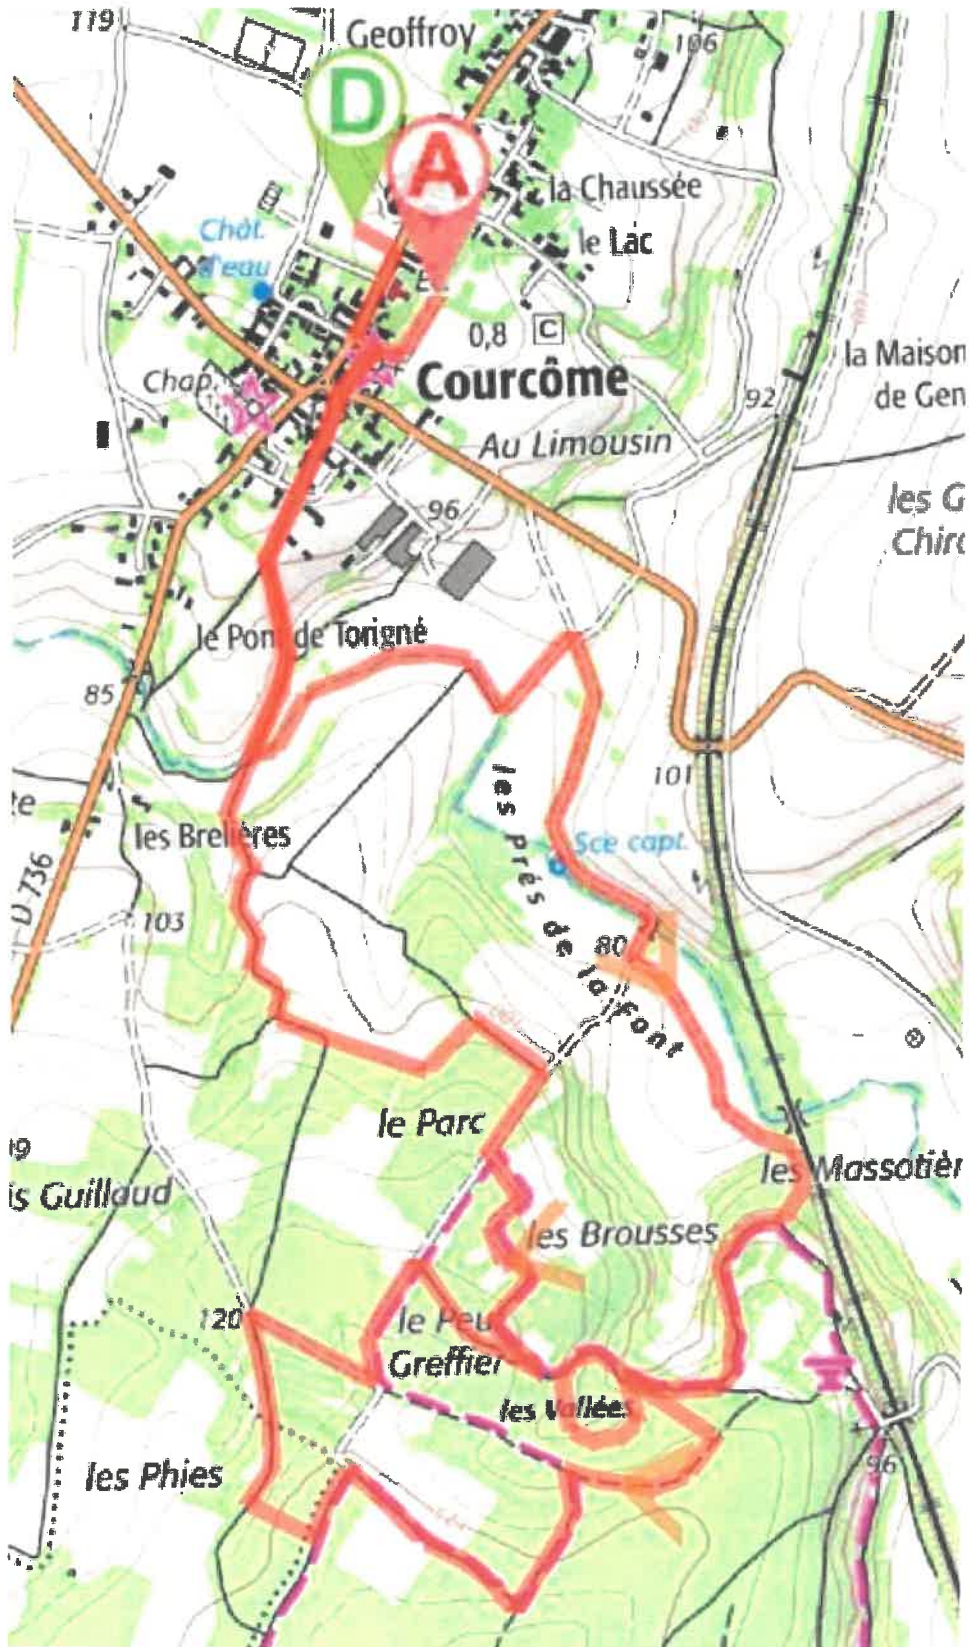 119
Geoffroy
106
D
A
la Chaussée
le Lac
Chât.
d'eau
0,8 C
la Maison
de Gen
Chap.
Courcôme
92
Au Limousin
les G
Chiro
96
le Pont de Torigné
85
101
les Brelières
Sce capt.
les Prés de la font
D 736
103
80
le Parc
les Massotièr
is Guillaud
les Brousses
120
le Peu
Greffier
les Vallées
les Phies
96